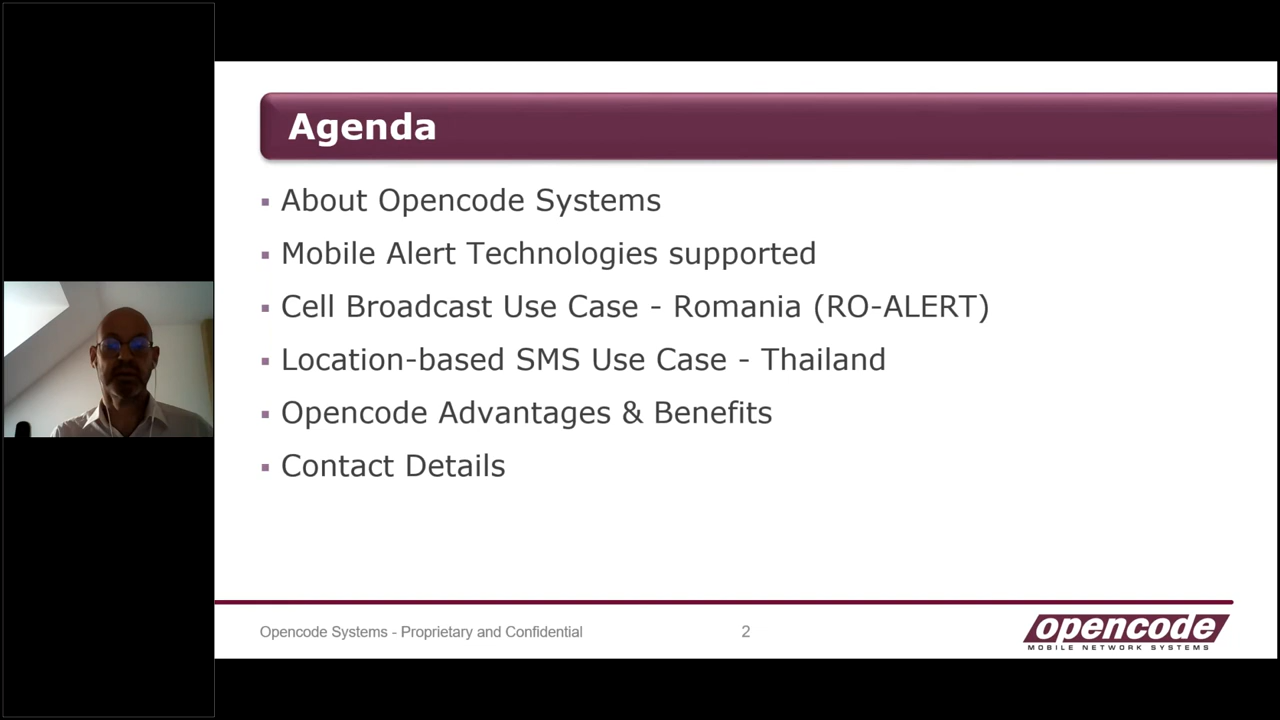 Agenda
▪ About Opencode Systems
▪ Mobile Alert Technologies supported
▪ Cell Broadcast Use Case - Romania (RO-ALERT)
▪ Location-based SMS Use Case - Thailand
▪ Opencode Advantages & Benefits
▪ Contact Details
Opencode Systems - Proprietary and Confidential
2
opencode
MOBILE NETWORK SYSTEMS